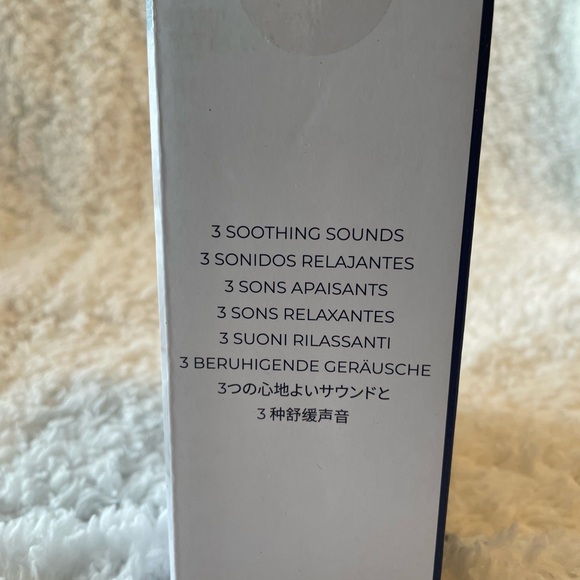 3 SOOTHING SOUNDS
3 SONIDOS RELAJANTES
3 SONS APAISANTS
3 SONS RELAXANTES
3 SUONI RILASSANTI
3 BERUHIGENDE GERÄUSCHE
3つの心地よいサウンドと
3 种舒缓声音